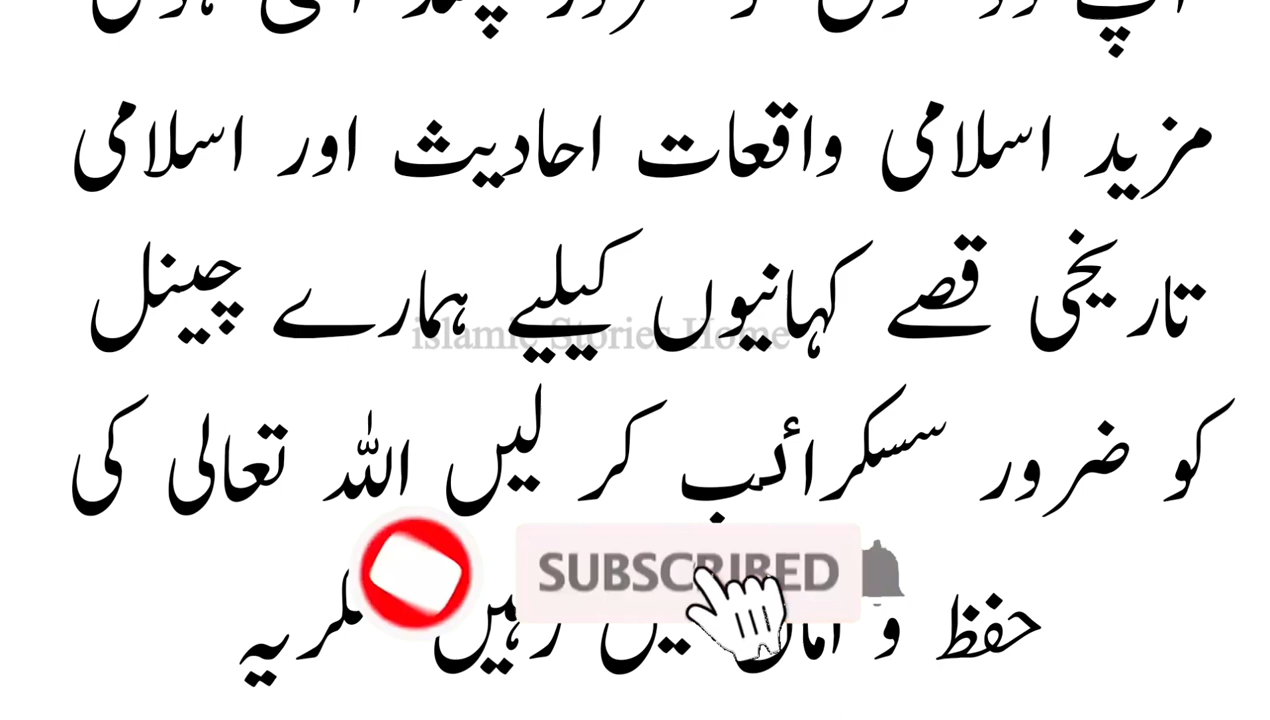 مزید اسلامی واقعات احادیث اور اسلامی
تاریخی قصے کہانیوں کیلیے ہمارے چینل
islamic Stories Home
کو ضرور سسکرائب کر لیں اللہ تعالی کی
SUBSCRIBED
حفظ و رہیں